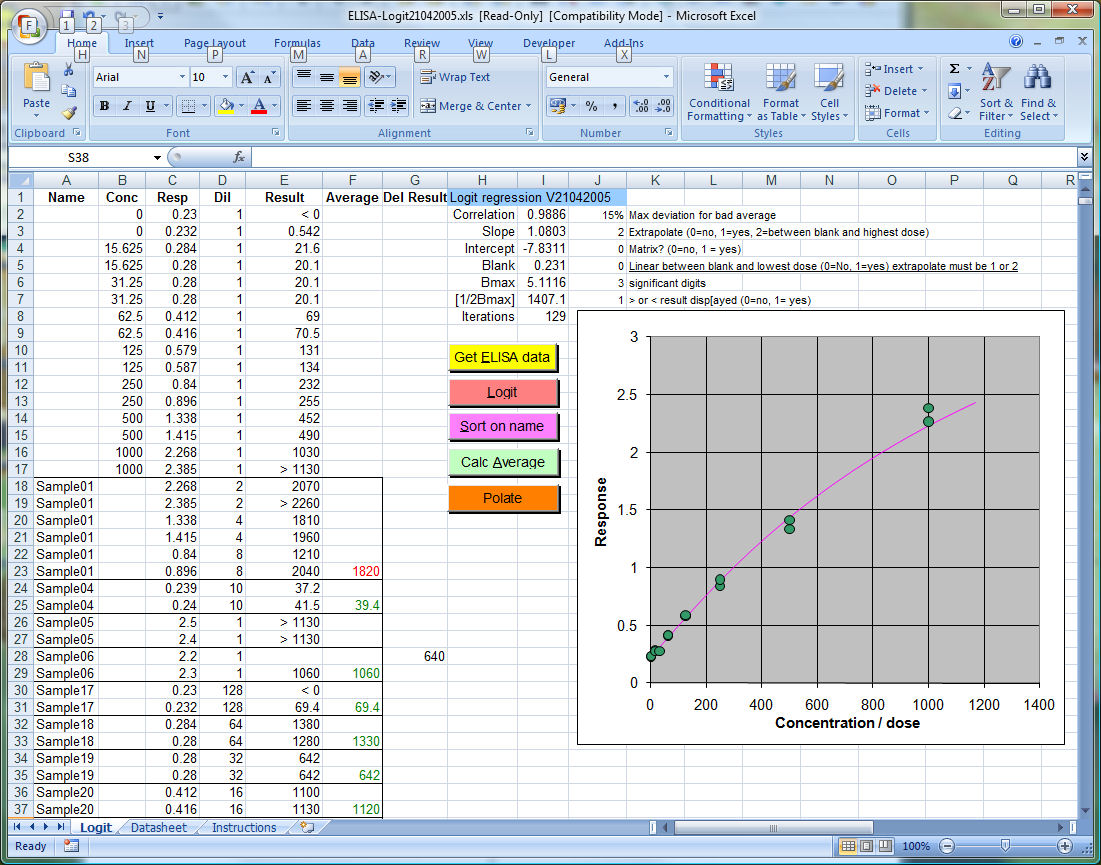 ELISA-Logit21042005.xls [Read-Only] [Compatibility Mode] - Microsoft Excel
F 1 2 3
Home Insert Page Layout Formulas Data Review View Developer Add-Ins
H N P M A R W L X
Arial 10 Wrap Text General
Insert
Delete
Format
Paste B I U Merge & Center % ,
Conditional Formatting Format as Table Cell Styles
Sort & Filter Find & Select
Clipboard Font Alignment Number Styles Cells Editing
S38 fx
A B C D E F G H I J K L M N O P Q R
1 Name Conc Resp Dil Result Average Del Result Logit regression V21042005
2 0 0.23 1 < 0 Correlation 0.9886 15% Max deviation for bad average
3 0 0.232 1 0.542 Slope 1.0803 2 Extrapolate (0=no, 1=yes, 2=between blank and highest dose)
4 15.625 0.284 1 21.6 Intercept -7.8311 0 Matrix? (0=no, 1 = yes)
5 15.625 0.28 1 20.1 Blank 0.231 0 Linear between blank and lowest dose (0=No, 1=yes) extrapolate must be 1 or 2
6 31.25 0.28 1 20.1 Bmax 5.1116 3 significant digits
7 31.25 0.28 1 20.1 [1/2Bmax] 1407.1 1 > or < result disp[ayed (0=no, 1= yes)
8 62.5 0.412 1 69 Iterations 129
9 62.5 0.416 1 70.5
10 125 0.579 1 131
11 125 0.587 1 134
12 250 0.84 1 232
13 250 0.896 1 255
14 500 1.338 1 452
15 500 1.415 1 490
16 1000 2.268 1 1030
17 1000 2.385 1 > 1130
18 Sample01 2.268 2 2070
19 Sample01 2.385 2 > 2260
20 Sample01 1.338 4 1810
21 Sample01 1.415 4 1960
22 Sample01 0.84 8 1210
23 Sample01 0.896 8 2040 1820
24 Sample04 0.239 10 37.2
25 Sample04 0.24 10 41.5 39.4
26 Sample05 2.5 1 > 1130
27 Sample05 2.4 1 > 1130
28 Sample06 2.2 1 640
29 Sample06 2.3 1 1060 1060
30 Sample17 0.23 128 < 0
31 Sample17 0.232 128 69.4 69.4
32 Sample18 0.284 64 1380
33 Sample18 0.28 64 1280 1330
34 Sample19 0.28 32 642
35 Sample19 0.28 32 642 642
36 Sample20 0.412 16 1100
37 Sample20 0.416 16 1130 1120
Get ELISA data
Logit
Sort on name
Calc Average
Polate
3
2.5
2
1.5
1
0.5
0
Response
0 200 400 600 800 1000 1200 1400
Concentration / dose
Logit Datasheet Instructions
Ready 100%